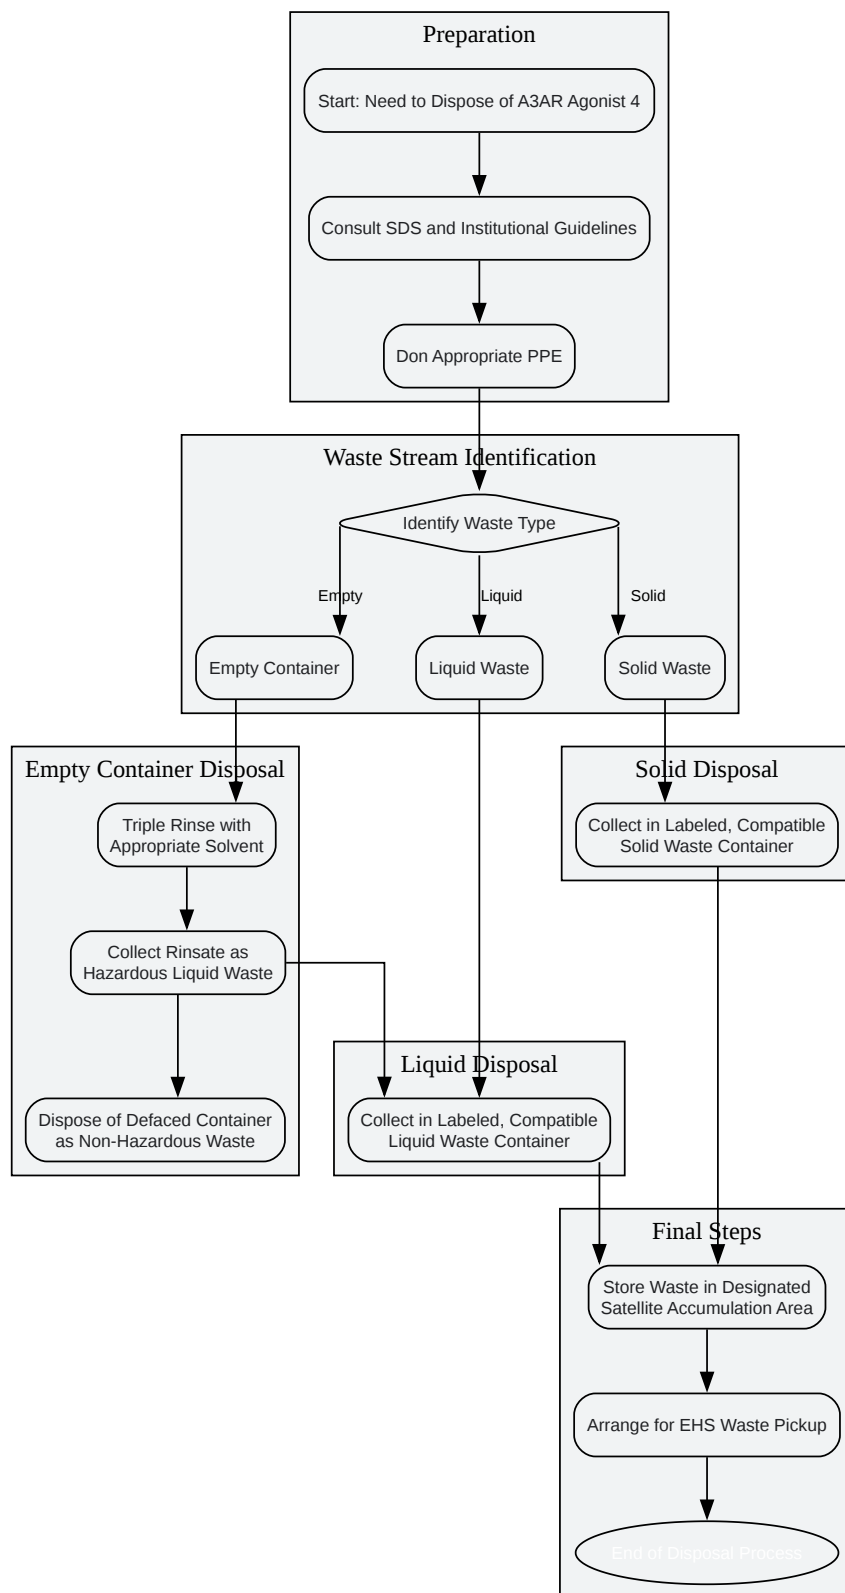 Preparation
Start: Need to Dispose of A3AR Agonist 4
Consult SDS and Institutional Guidelines
Don Appropriate PPE
Waste Stream Identification
Identify Waste Type
Empty
Liquid
Solid
Empty Container
Liquid Waste
Solid Waste
Empty Container Disposal
Triple Rinse with
Appropriate Solvent
Collect Rinsate as
Hazardous Liquid Waste
Dispose of Defaced Container
as Non-Hazardous Waste
Solid Disposal
Collect in Labeled, Compatible
Solid Waste Container
Liquid Disposal
Collect in Labeled, Compatible
Liquid Waste Container
Final Steps
Store Waste in Designated
Satellite Accumulation Area
Arrange for EHS Waste Pickup
End of Disposal Process